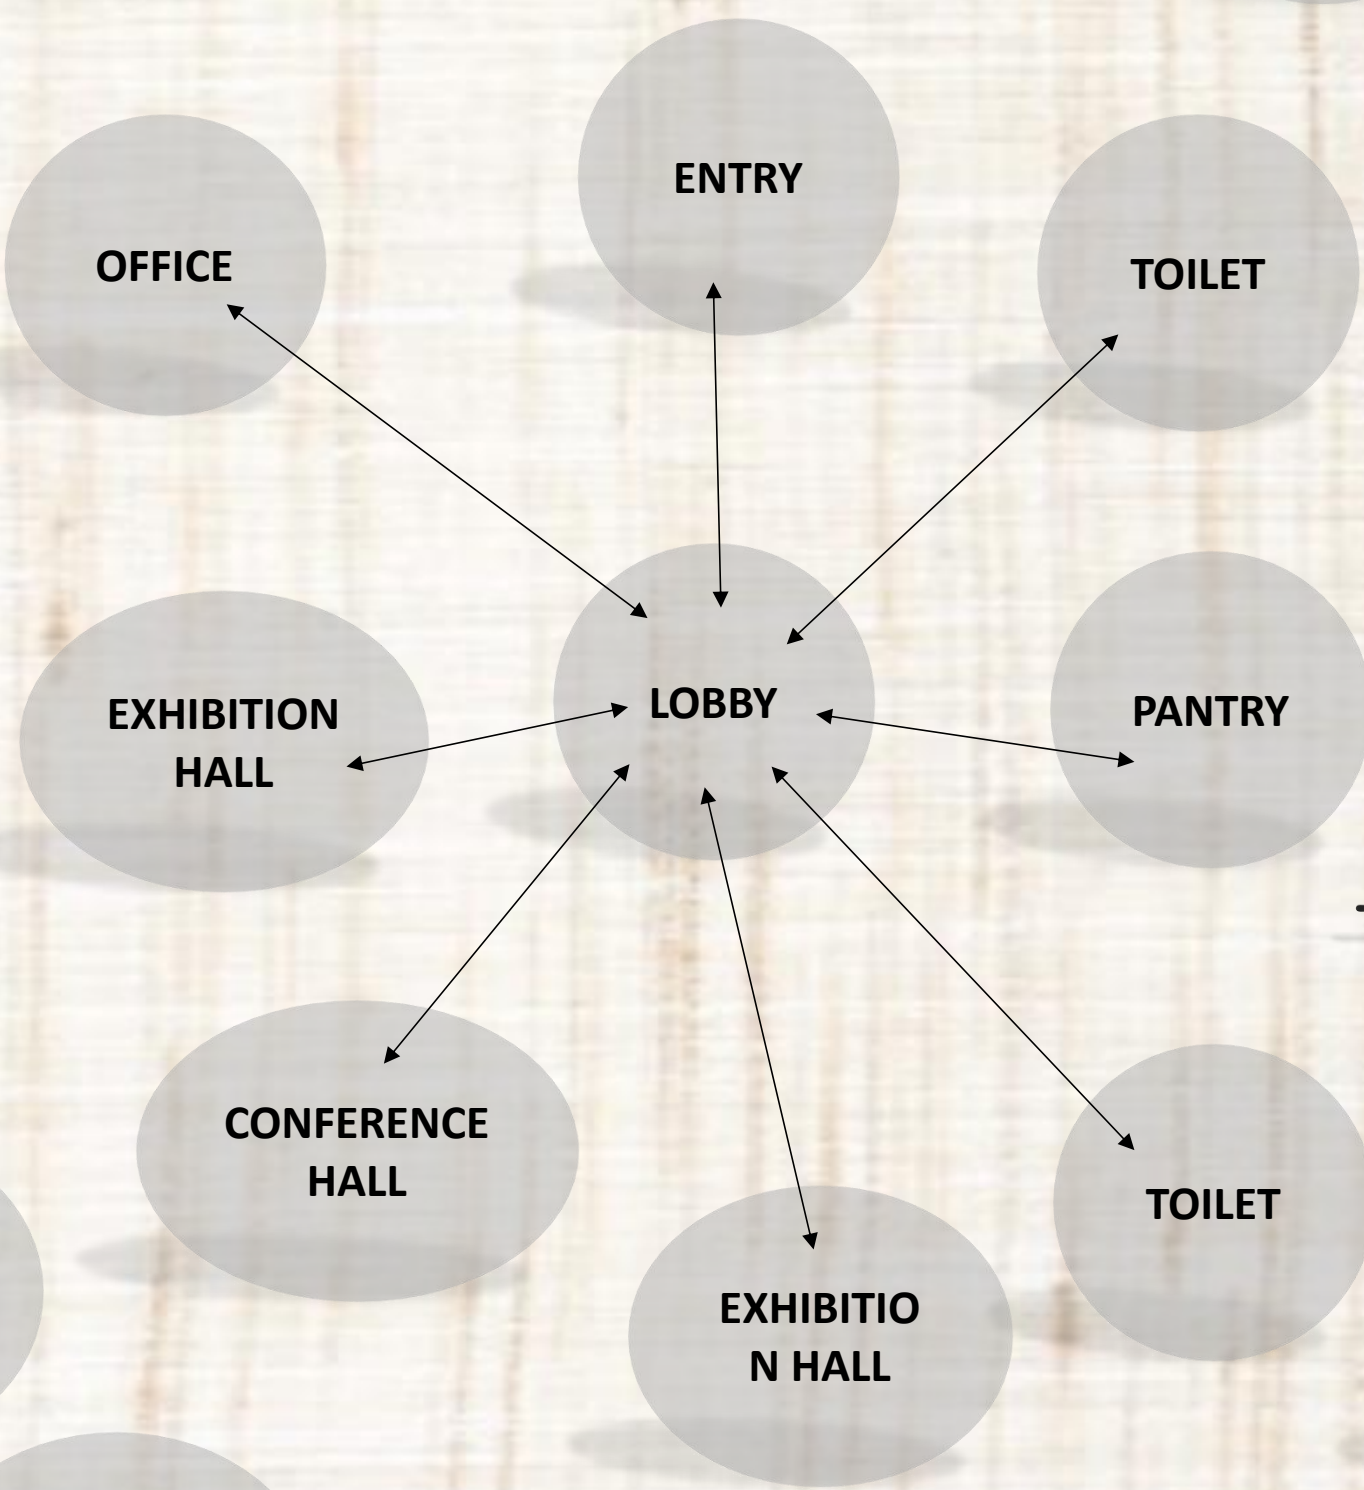 ENTRY
OFFICE
TOILET
LOBBY
EXHIBITION
HALL
PANTRY
CONFERENCE
HALL
TOILET
EXHIBITIO
N HALL